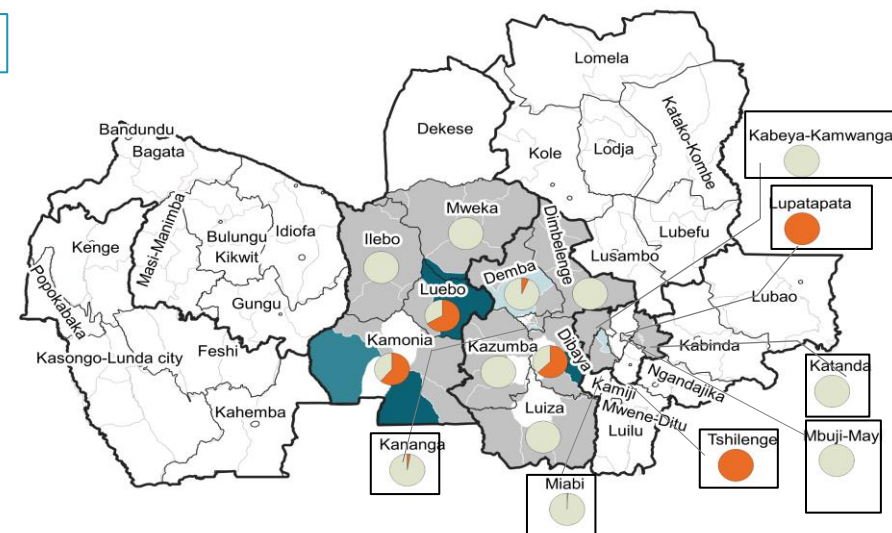 Lomela
Dekese
Katako-Kombe
Bandundu
Bagata
Kole
Lodja
Kabeya-Kamwanga
Lupatapata
Masi-Manimba
Idiofa
Mweka
Dimbelenge
Lubefu
Kenge
Bulungu
Kikwit
Ilebo
Lusambo
Popokabaka
Luebo
Demba
Gungu
Lubao
Kamonia
Kazumba
Dibaya
Kabinda
Kasongo-Lunda city
Feshi
Ngandajika
Katanda
Kamiji
Kahemba
Luiza
Mwene-Ditu
Luilu
Kananga
Tshilenge
Mbuji-May
Miabi